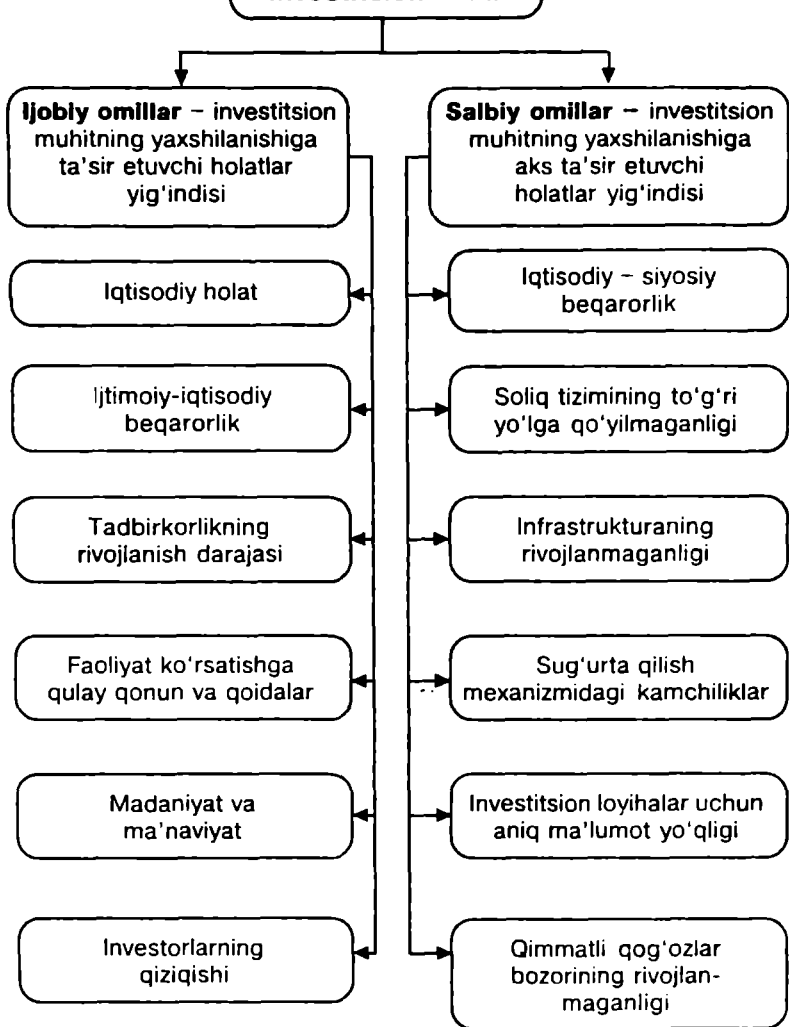 Ijobiy omillar – investitsion
muhitning yaxshilanishiga
ta'sir etuvchi holatlar
yig'indisi
Iqtisodiy holat
Ijtimoiy-iqtisodiy
beqarorlik
Tadbirkorlikning
rivojlanish darajasi
Faoliyat ko'rsatishga
qulay qonun va qoidalar
Madaniyat va
ma'naviyat
Investorlarning
qiziqishi
Salbiy omillar – investitsion
muhitning yaxshilanishiga
aks ta'sir etuvchi
holatlar yig'indisi
Iqtisodiy – siyosiy
beqarorlik
Soliq tizimining to'g'ri
yo'lga qo'yilmaganligi
Infrastrukturaning
rivojlanmaganligi
Sug'urta qilish
mexanizmidagi kamchiliklar
Investitsion loyihalar uchun
aniq ma'lumot yo'qligi
Qimmatli qog'ozlar
bozorining rivojlan-
maganligi